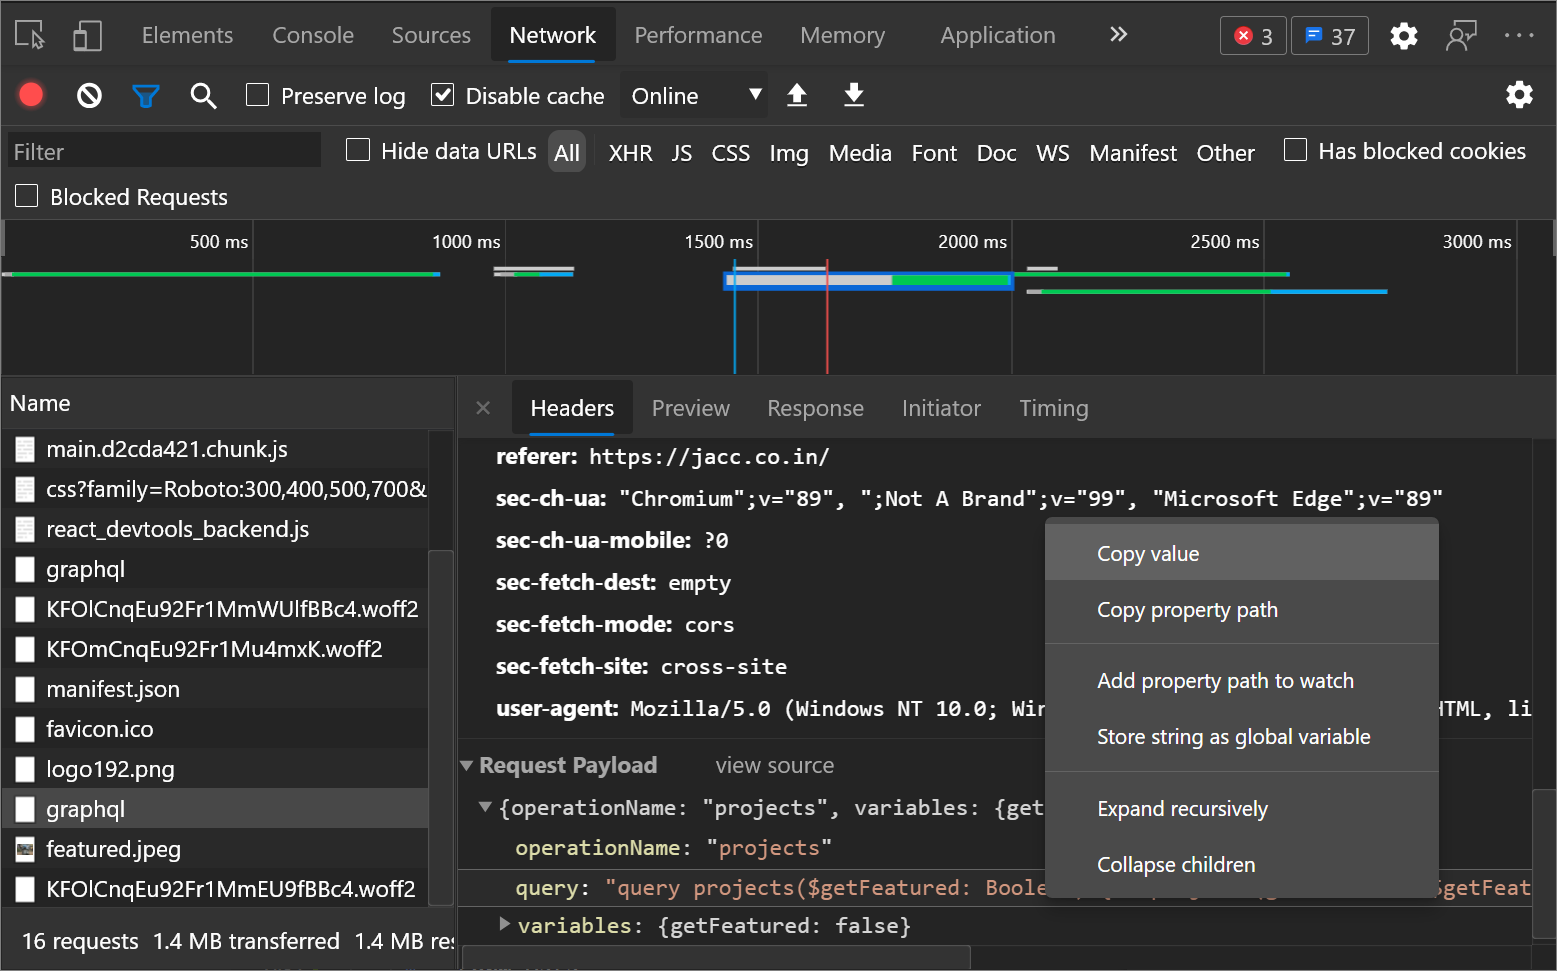 Elements Console Sources Network Performance Memory Application » 3 37 ···
Preserve log Disable cache Online
Filter Hide data URLs All XHR JS CSS Img Media Font Doc WS Manifest Other Has blocked cookies
Blocked Requests
500 ms 1000 ms 1500 ms 2000 ms 2500 ms 3000 ms
Name
main.d2cda421.chunk.js
css?family=Roboto:300,400,500,700&
react_devtools_backend.js
graphql
KFOlCnqEu92Fr1MmWUlfBBc4.woff2
KFOmCnqEu92Fr1Mu4mxK.woff2
manifest.json
favicon.ico
logo192.png
graphql
featured.jpeg
KFOlCnqEu92Fr1MmEU9fBBc4.woff2
16 requests 1.4 MB transferred 1.4 MB res
Headers Preview Response Initiator Timing
referer: https://jacc.co.in/
sec-ch-ua: "Chromium";v="89", ";Not A Brand";v="99", "Microsoft Edge";v="89"
sec-ch-ua-mobile: ?0
sec-fetch-dest: empty
sec-fetch-mode: cors
sec-fetch-site: cross-site
user-agent: Mozilla/5.0 (Windows NT 10.0; Wi HTML, li
Request Payload view source
{operationName: "projects", variables: {get
operationName: "projects"
query: "query projects($getFeatured: Boole $getFeat
variables: {getFeatured: false}
Copy value
Copy property path
Add property path to watch
Store string as global variable
Expand recursively
Collapse children